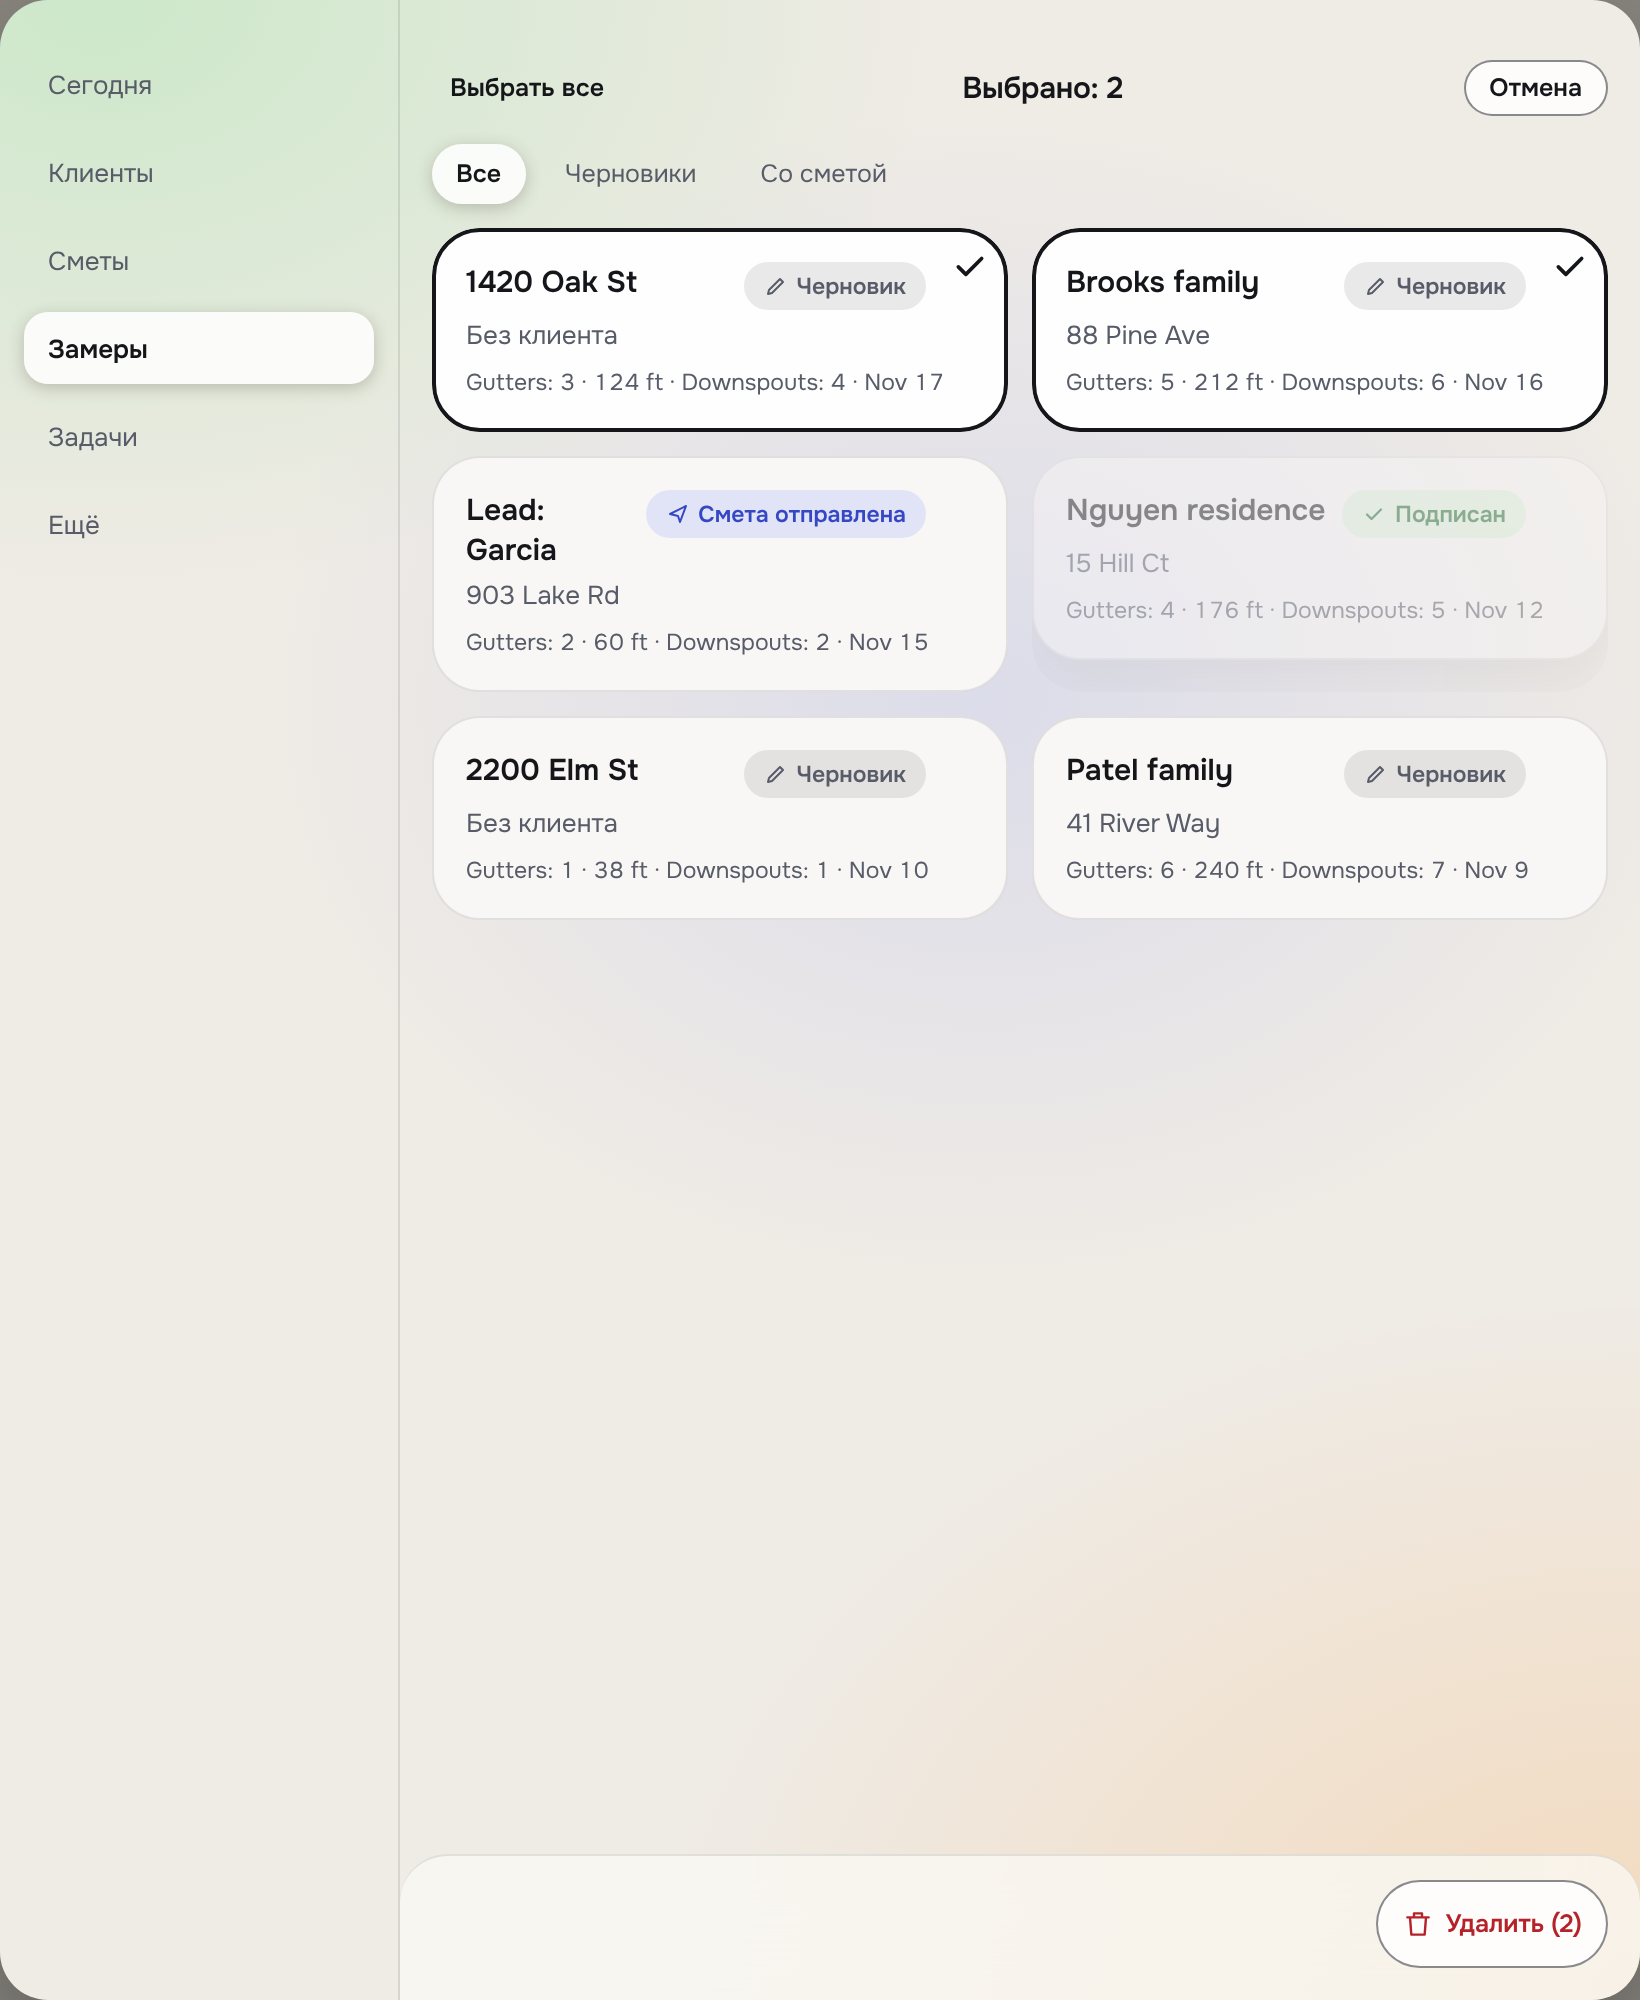 Сегодня
Клиенты
Сметы
Замеры
Задачи
Ещё
Выбрать все
Выбрано: 2
Отмена
Все
Черновики
Со сметой
1420 Oak St
Черновик
Без клиента
Gutters: 3 · 124 ft · Downspouts: 4 · Nov 17
Brooks family
Черновик
88 Pine Ave
Gutters: 5 · 212 ft · Downspouts: 6 · Nov 16
Lead:
Garcia
Смета отправлена
903 Lake Rd
Gutters: 2 · 60 ft · Downspouts: 2 · Nov 15
Nguyen residence
Подписан
15 Hill Ct
Gutters: 4 · 176 ft · Downspouts: 5 · Nov 12
2200 Elm St
Черновик
Без клиента
Gutters: 1 · 38 ft · Downspouts: 1 · Nov 10
Patel family
Черновик
41 River Way
Gutters: 6 · 240 ft · Downspouts: 7 · Nov 9
Удалить (2)